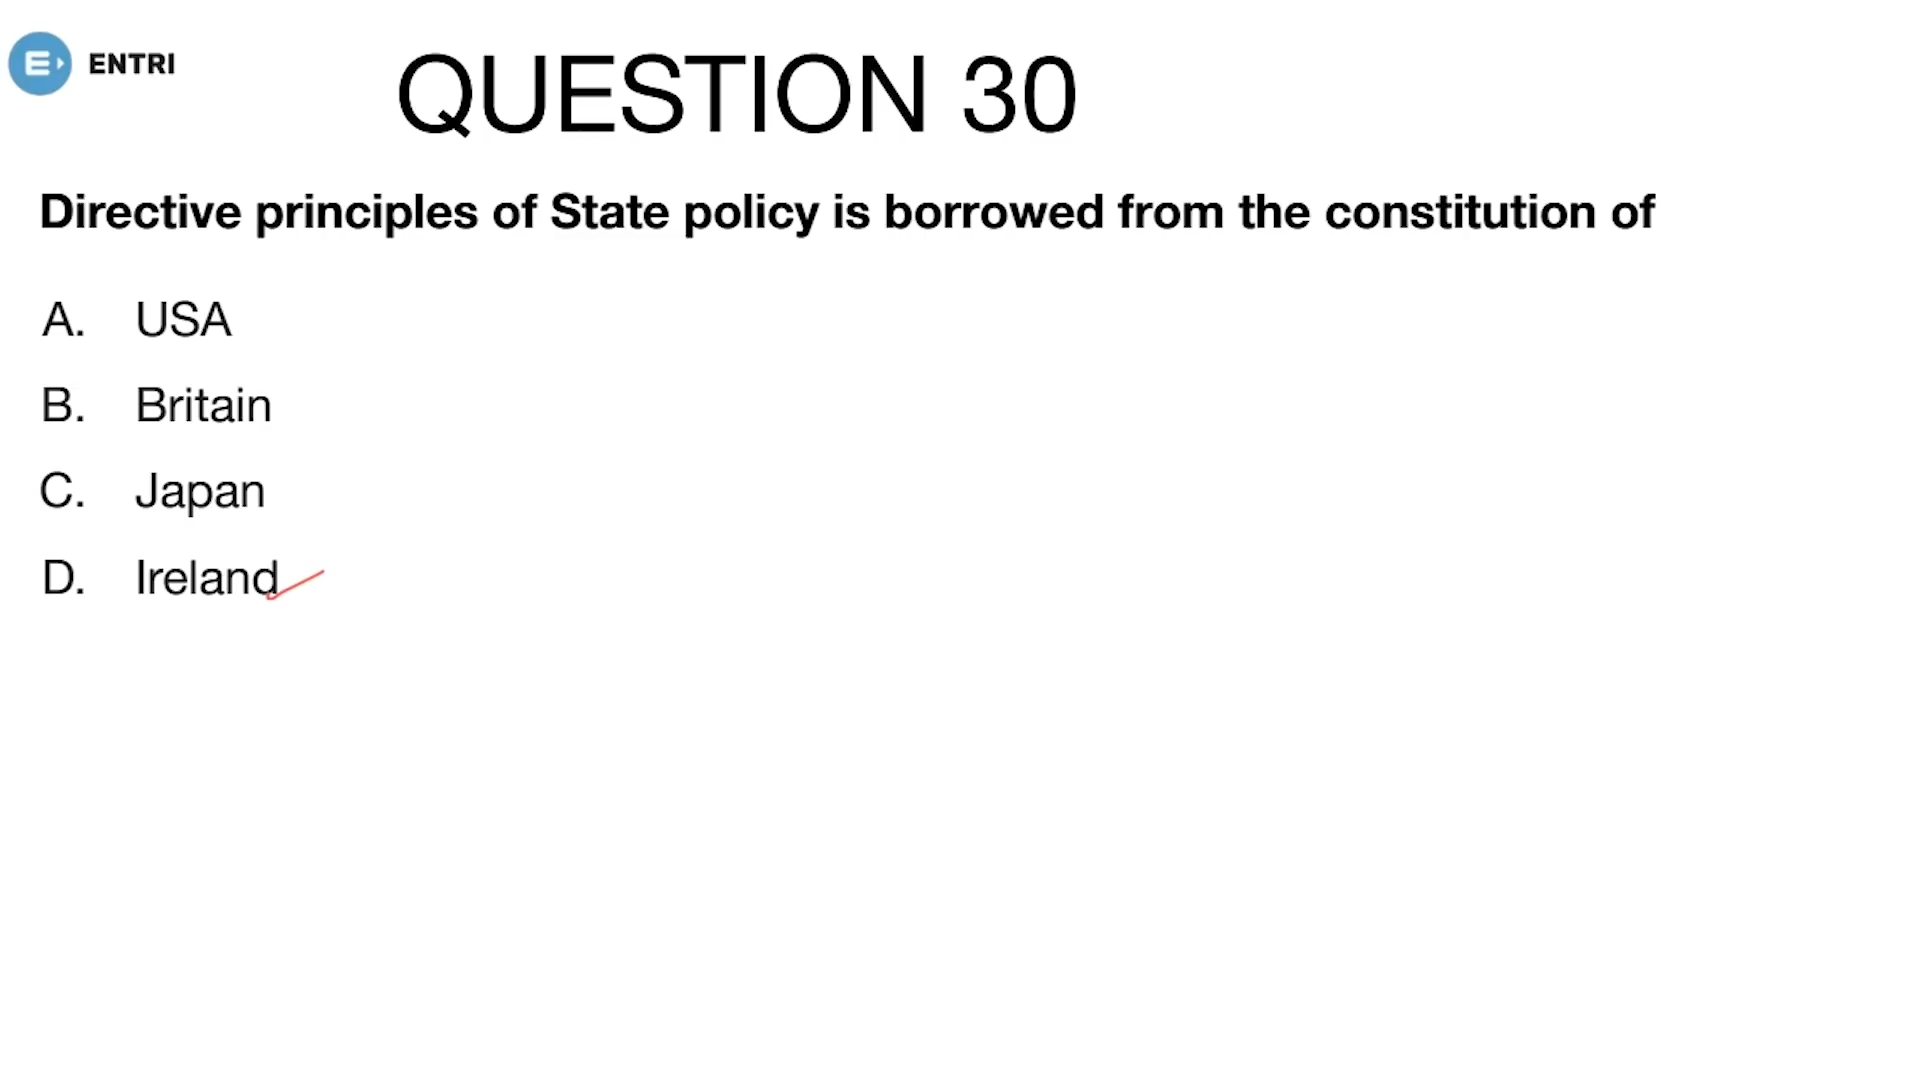 ENTRI
QUESTION 30
Directive principles of State policy is borrowed from the constitution of
A. USA
B. Britain
C. Japan
D. Ireland